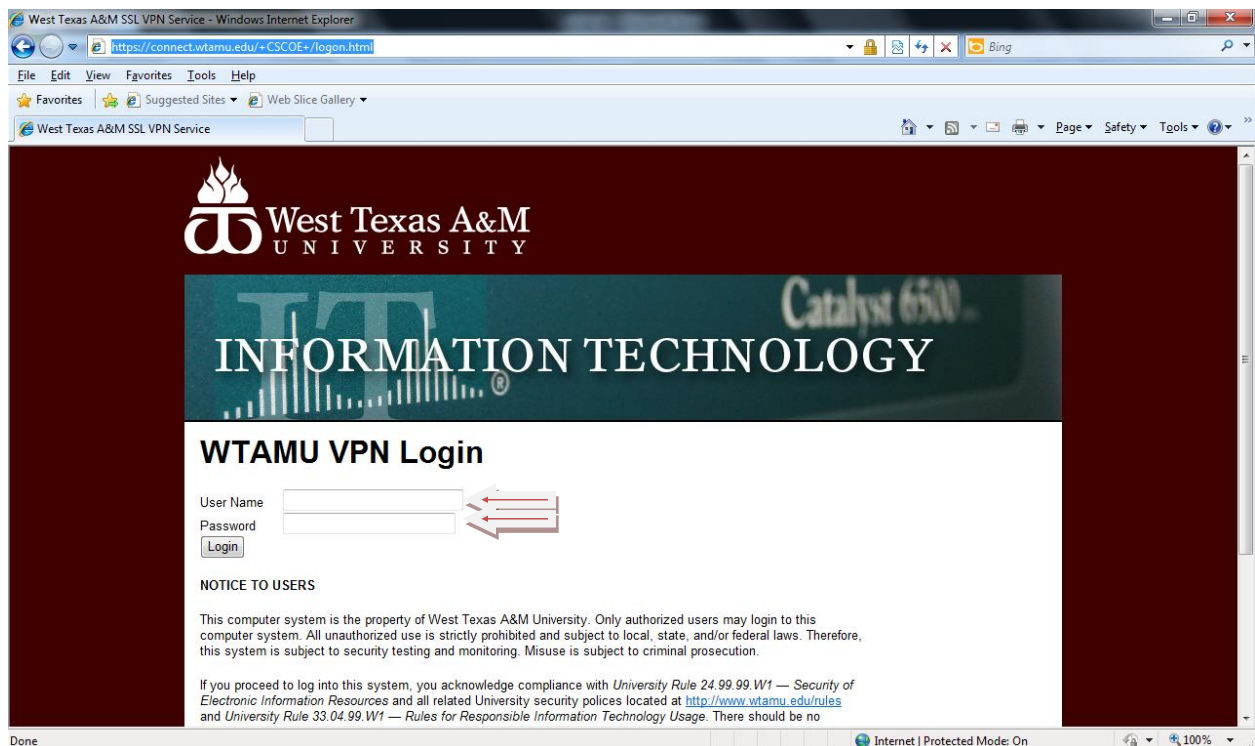 West Texas A&M SSL VPN Service - Windows Internet Explorer
https://connect.wtamu.edu/+CSCOE+/logon.html
Bing
File Edit View Favorites Tools Help
Favorites Suggested Sites Web Slice Gallery
West Texas A&M SSL VPN Service
Page Safety Tools
West Texas A&M
UNIVERSITY
Catalyst 6500
IT
INFORMATION TECHNOLOGY
®
WTAMU VPN Login
User Name
Password
Login
NOTICE TO USERS
This computer system is the property of West Texas A&M University. Only authorized users may login to this
computer system. All unauthorized use is strictly prohibited and subject to local, state, and/or federal laws. Therefore,
this system is subject to security testing and monitoring. Misuse is subject to criminal prosecution.
If you proceed to log into this system, you acknowledge compliance with University Rule 24.99.99.W1 — Security of
Electronic Information Resources and all related University security polices located at http://www.wtamu.edu/rules
and University Rule 33.04.99.W1 — Rules for Responsible Information Technology Usage. There should be no
Done
Internet | Protected Mode: On
100%